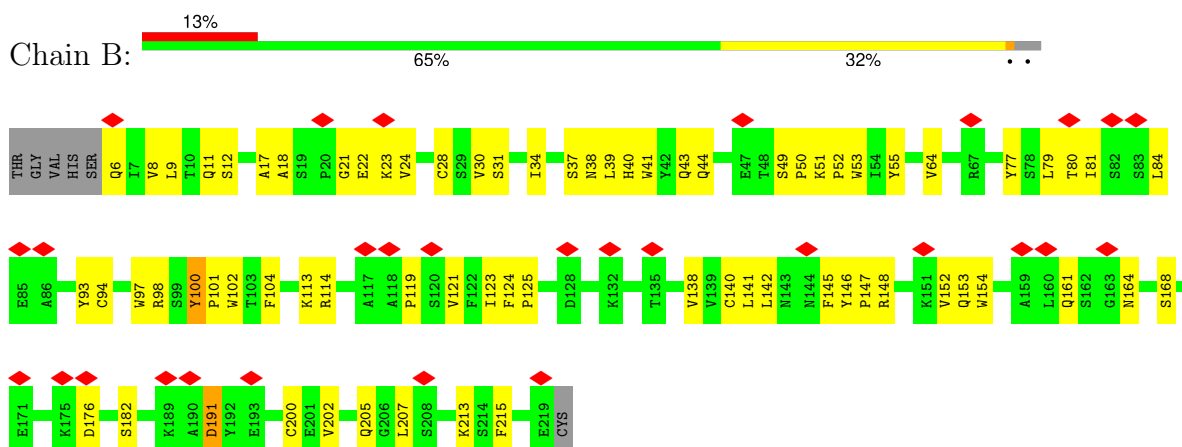 13%
Chain B:
65% 32% • •
THR GLY VAL HIS SER Q6 I7 V8 L9 T10 Q11 S12 A17 A18 S19 P20 G21 E22 K23 V24 C28 S29 V30 S31 I34 S37 N38 L39 H40 W41 Y42 Q43 Q44 E47 T48 S49 P50 K51 P52 W53 I54 Y55 V64 R67 Y77 S78 L79 T80 I81 S82 S83 L84
E85 A86 Y93 C94 W97 R98 S99 Y100 P101 W102 T103 F104 K113 R114 A117 A118 P119 S120 V121 F122 I123 F124 P125 D128 K132 T135 V138 V139 C140 L141 L142 N143 N144 F145 Y146 P147 R148 K151 V152 Q153 W154 A159 L160 Q161 S162 G163 N164 S168
E171 K175 D176 S182 K189 A190 D191 Y192 E193 C200 E201 V202 Q205 G206 L207 S208 K213 S214 F215 E219 CYS